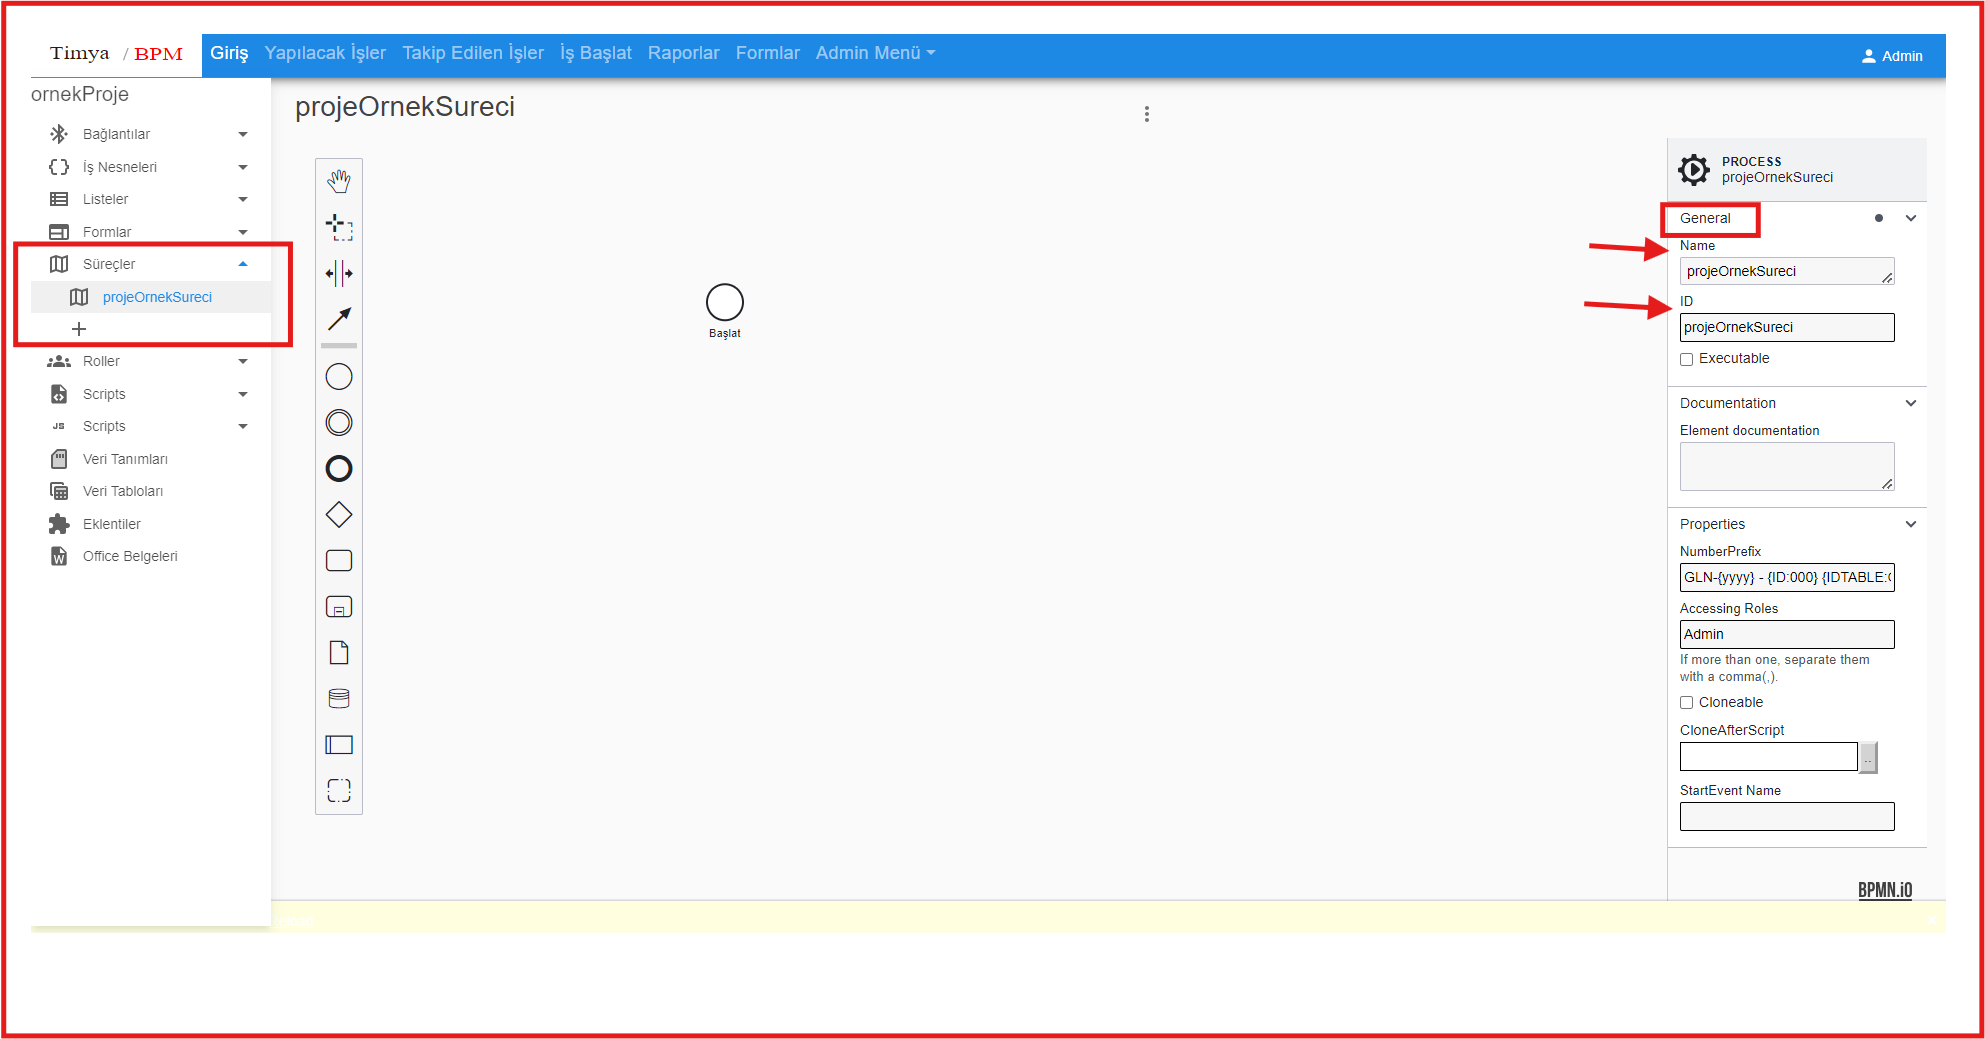 Timya / BPM
Giriş Yapılacak İşler Takip Edilen İşler İş Başlat Raporlar Formlar Admin Menü
Admin
ornekProje
Bağlantılar
İş Nesneleri
Listeler
Formlar
Süreçler
projeOrnekSureci
Roller
Scripts
JS Scripts
Veri Tanımları
Veri Tabloları
Eklentiler
W Office Belgeleri
projeOrnekSureci
Başlat
PROCESS
projeOrnekSureci
General
Name
projeOrnekSureci
ID
projeOrnekSureci
Executable
Documentation
Element documentation
Properties
NumberPrefix
GLN-{yyyy} - {ID:000} {IDTABLE:
Accessing Roles
Admin
If more than one, separate them
with a comma(,).
Cloneable
CloneAfterScript
..
StartEvent Name
BPMN.iO